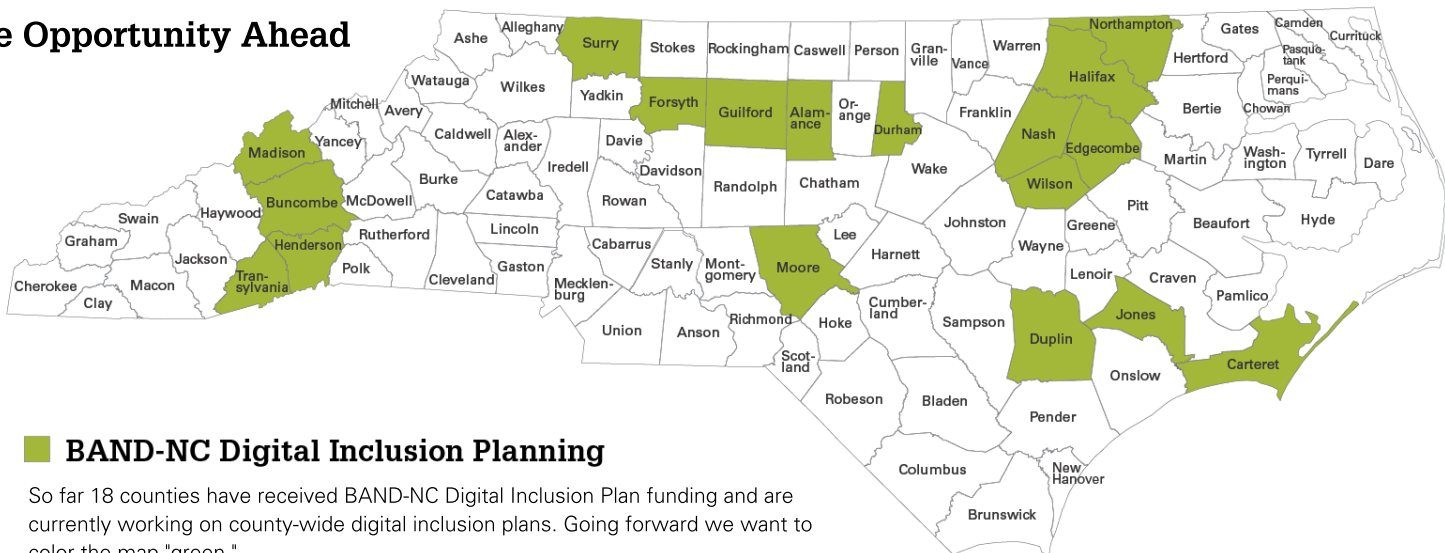 e Opportunity Ahead
Ashe
Alleghany
Surry
Stokes
Rockingham
Caswell
Person
Gran-
ville
Vance
Warren
Northampton
Gates
Camden
Currituck
Pasquo-
tank
Hertford
Perqui-
mans
Halifax
Watauga
Wilkes
Yadkin
Forsyth
Guilford
Alam-
ance
Or-
ange
Durham
Franklin
Bertie
Chowan
Mitchell
Avery
Yancey
Caldwell
Alex-
ander
Davie
Nash
Edgecombe
Martin
Wash-
ington
Tyrrell
Dare
Madison
Iredell
Davidson
Wake
Burke
Catawba
Rowan
Randolph
Chatham
Wilson
Buncombe
McDowell
Haywood
Swain
Rutherford
Lincoln
Johnston
Pitt
Beaufort
Hyde
Greene
Graham
Jackson
Henderson
Polk
Cleveland
Gaston
Cabarrus
Stanly
Mont-
gomery
Moore
Lee
Harnett
Wayne
Lenoir
Craven
Pamlico
Cherokee
Clay
Macon
Tran-
sylvania
Mecklen-
burg
Union
Anson
Richmond
Hoke
Cumber-
land
Sampson
Duplin
Jones
Carteret
Scot-
land
Onslow
Robeson
Bladen
Pender
Columbus
New
Hanover
Brunswick
BAND-NC Digital Inclusion Planning
So far 18 counties have received BAND-NC Digital Inclusion Plan funding and are
currently working on county-wide digital inclusion plans. Going forward we want to
color the map "green."